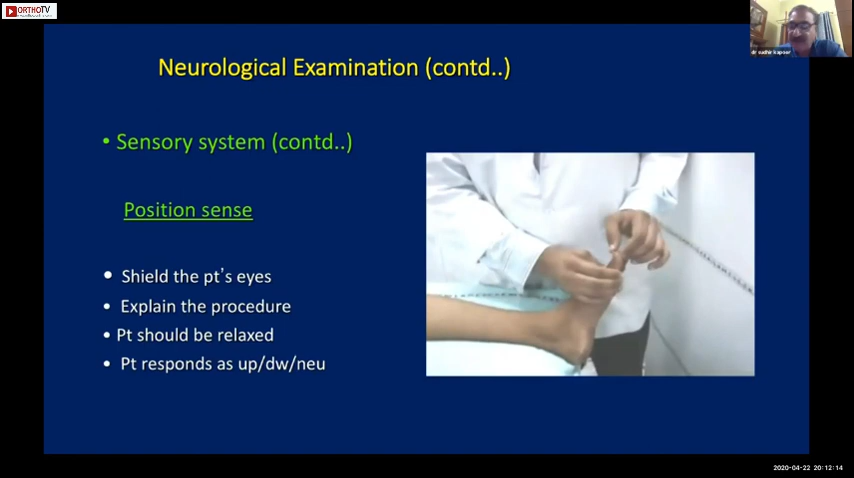 ORTHOTV
dr sudhir kapoor
Neurological Examination (contd..)
• Sensory system (contd..)
Position sense
• Shield the pt's eyes
• Explain the procedure
• Pt should be relaxed
• Pt responds as up/dw/neu
2020-04-22 20:12:14